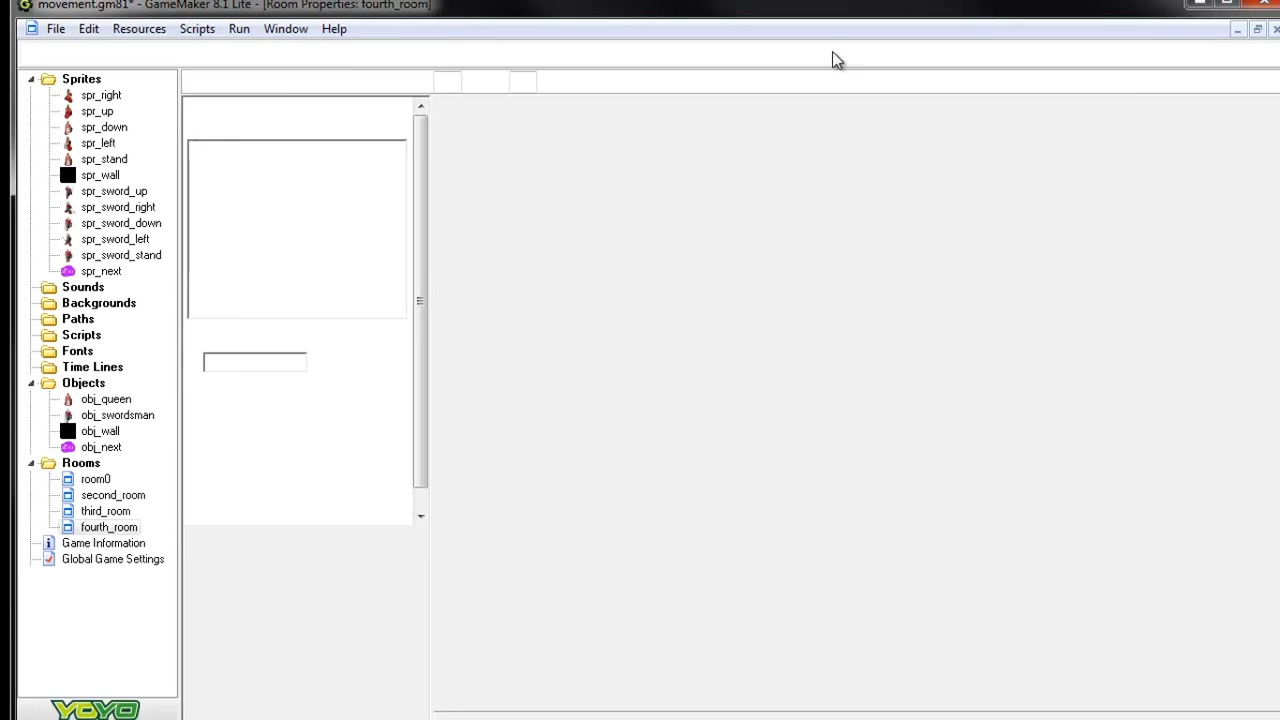 movement.gm81* - GameMaker 8.1 Lite - [Room Properties: fourth_room]
File Edit Resources Scripts Run Window Help
Sprites
spr_right
spr_up
spr_down
spr_left
spr_stand
spr_wall
spr_sword_up
spr_sword_right
spr_sword_down
spr_sword_left
spr_sword_stand
spr_next
Sounds
Backgrounds
Paths
Scripts
Fonts
Time Lines
Objects
obj_queen
obj_swordsman
obj_wall
obj_next
Rooms
room0
second_room
third_room
fourth_room
Game Information
Global Game Settings
YOYO